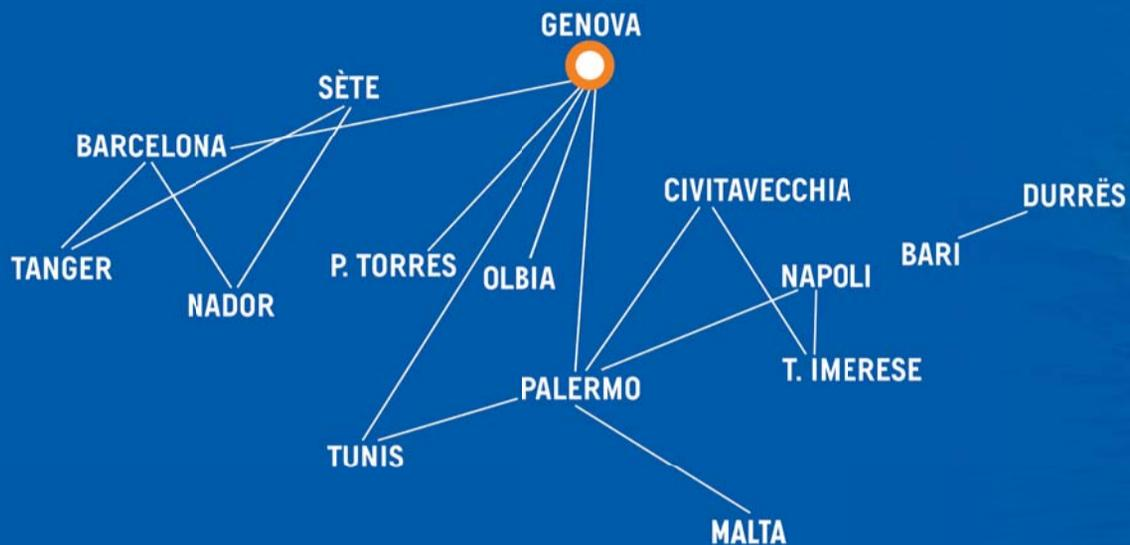 GENOVA
SÈTE
BARCELONA
CIVITAVECCHIA
DURRËS
BARI
TANGER
P. TORRES
OLBIA
NAPOLI
NADOR
T. IMERESE
PALERMO
TUNIS
MALTA